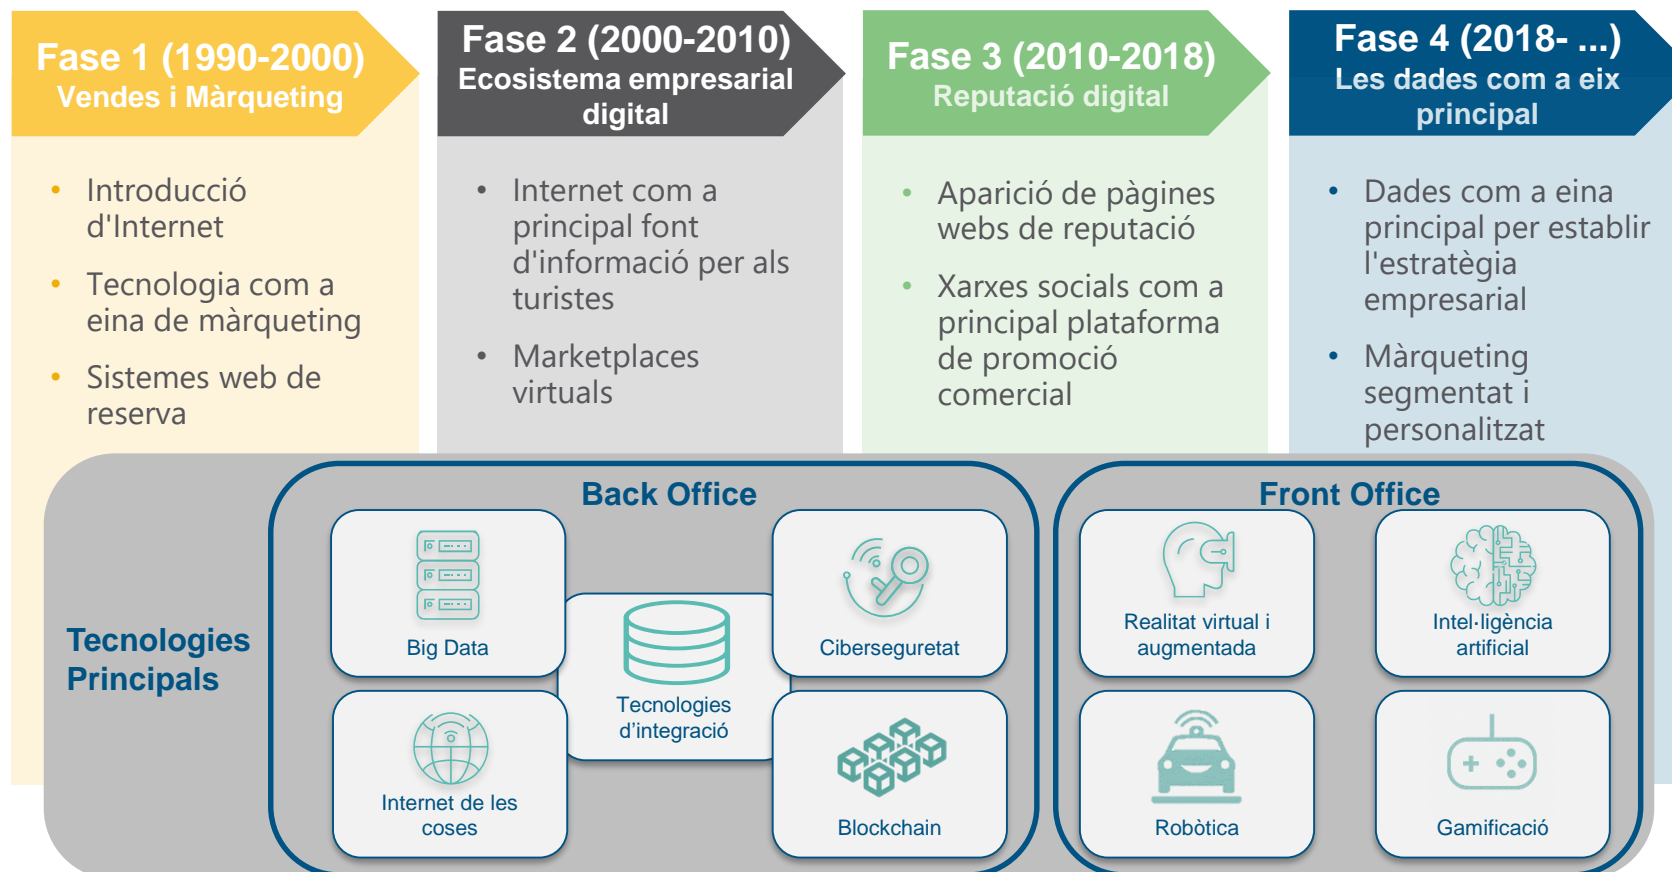 Fase 1 (1990-2000)
Vendes i Màrqueting
• Introducció
d'Internet
• Tecnologia com a
eina de màrqueting
• Sistemes web de
reserva
Fase 2 (2000-2010)
Ecosistema empresarial
digital
• Internet com a
principal font
d'informació per als
turistes
• Marketplaces
virtuals
Fase 3 (2010-2018)
Reputació digital
• Aparició de pàgines
webs de reputació
• Xarxes socials com a
principal plataforma
de promoció
comercial
Fase 4 (2018- ...)
Les dades com a eix
principal
• Dades com a eina
principal per establir
l'estratègia
empresarial
• Màrqueting
segmentat i
personalitzat
Tecnologies
Principals
Back Office
Big Data
Tecnologies
d’integració
Ciberseguretat
Internet de les
coses
Blockchain
Front Office
Realitat virtual i
augmentada
Intel·ligència
artificial
Robòtica
Gamificació